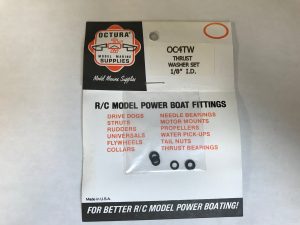 OCTURA
MODEL MARINE
SUPPLIES
Model Marine Supplies
OC4TW
THRUST
WASHER SET
1/8" I.D.
R/C MODEL POWER BOAT FITTINGS
DRIVE DOGS
STRUTS
RUDDERS
UNIVERSALS
FLYWHEELS
COLLARS
NEEDLE BEARINGS
MOTOR MOUNTS
PROPELLERS
WATER PICK-UPS
TAIL NUTS
THRUST BEARINGS
Made in U.S.A.
FOR BETTER R/C MODEL POWER BOATING!